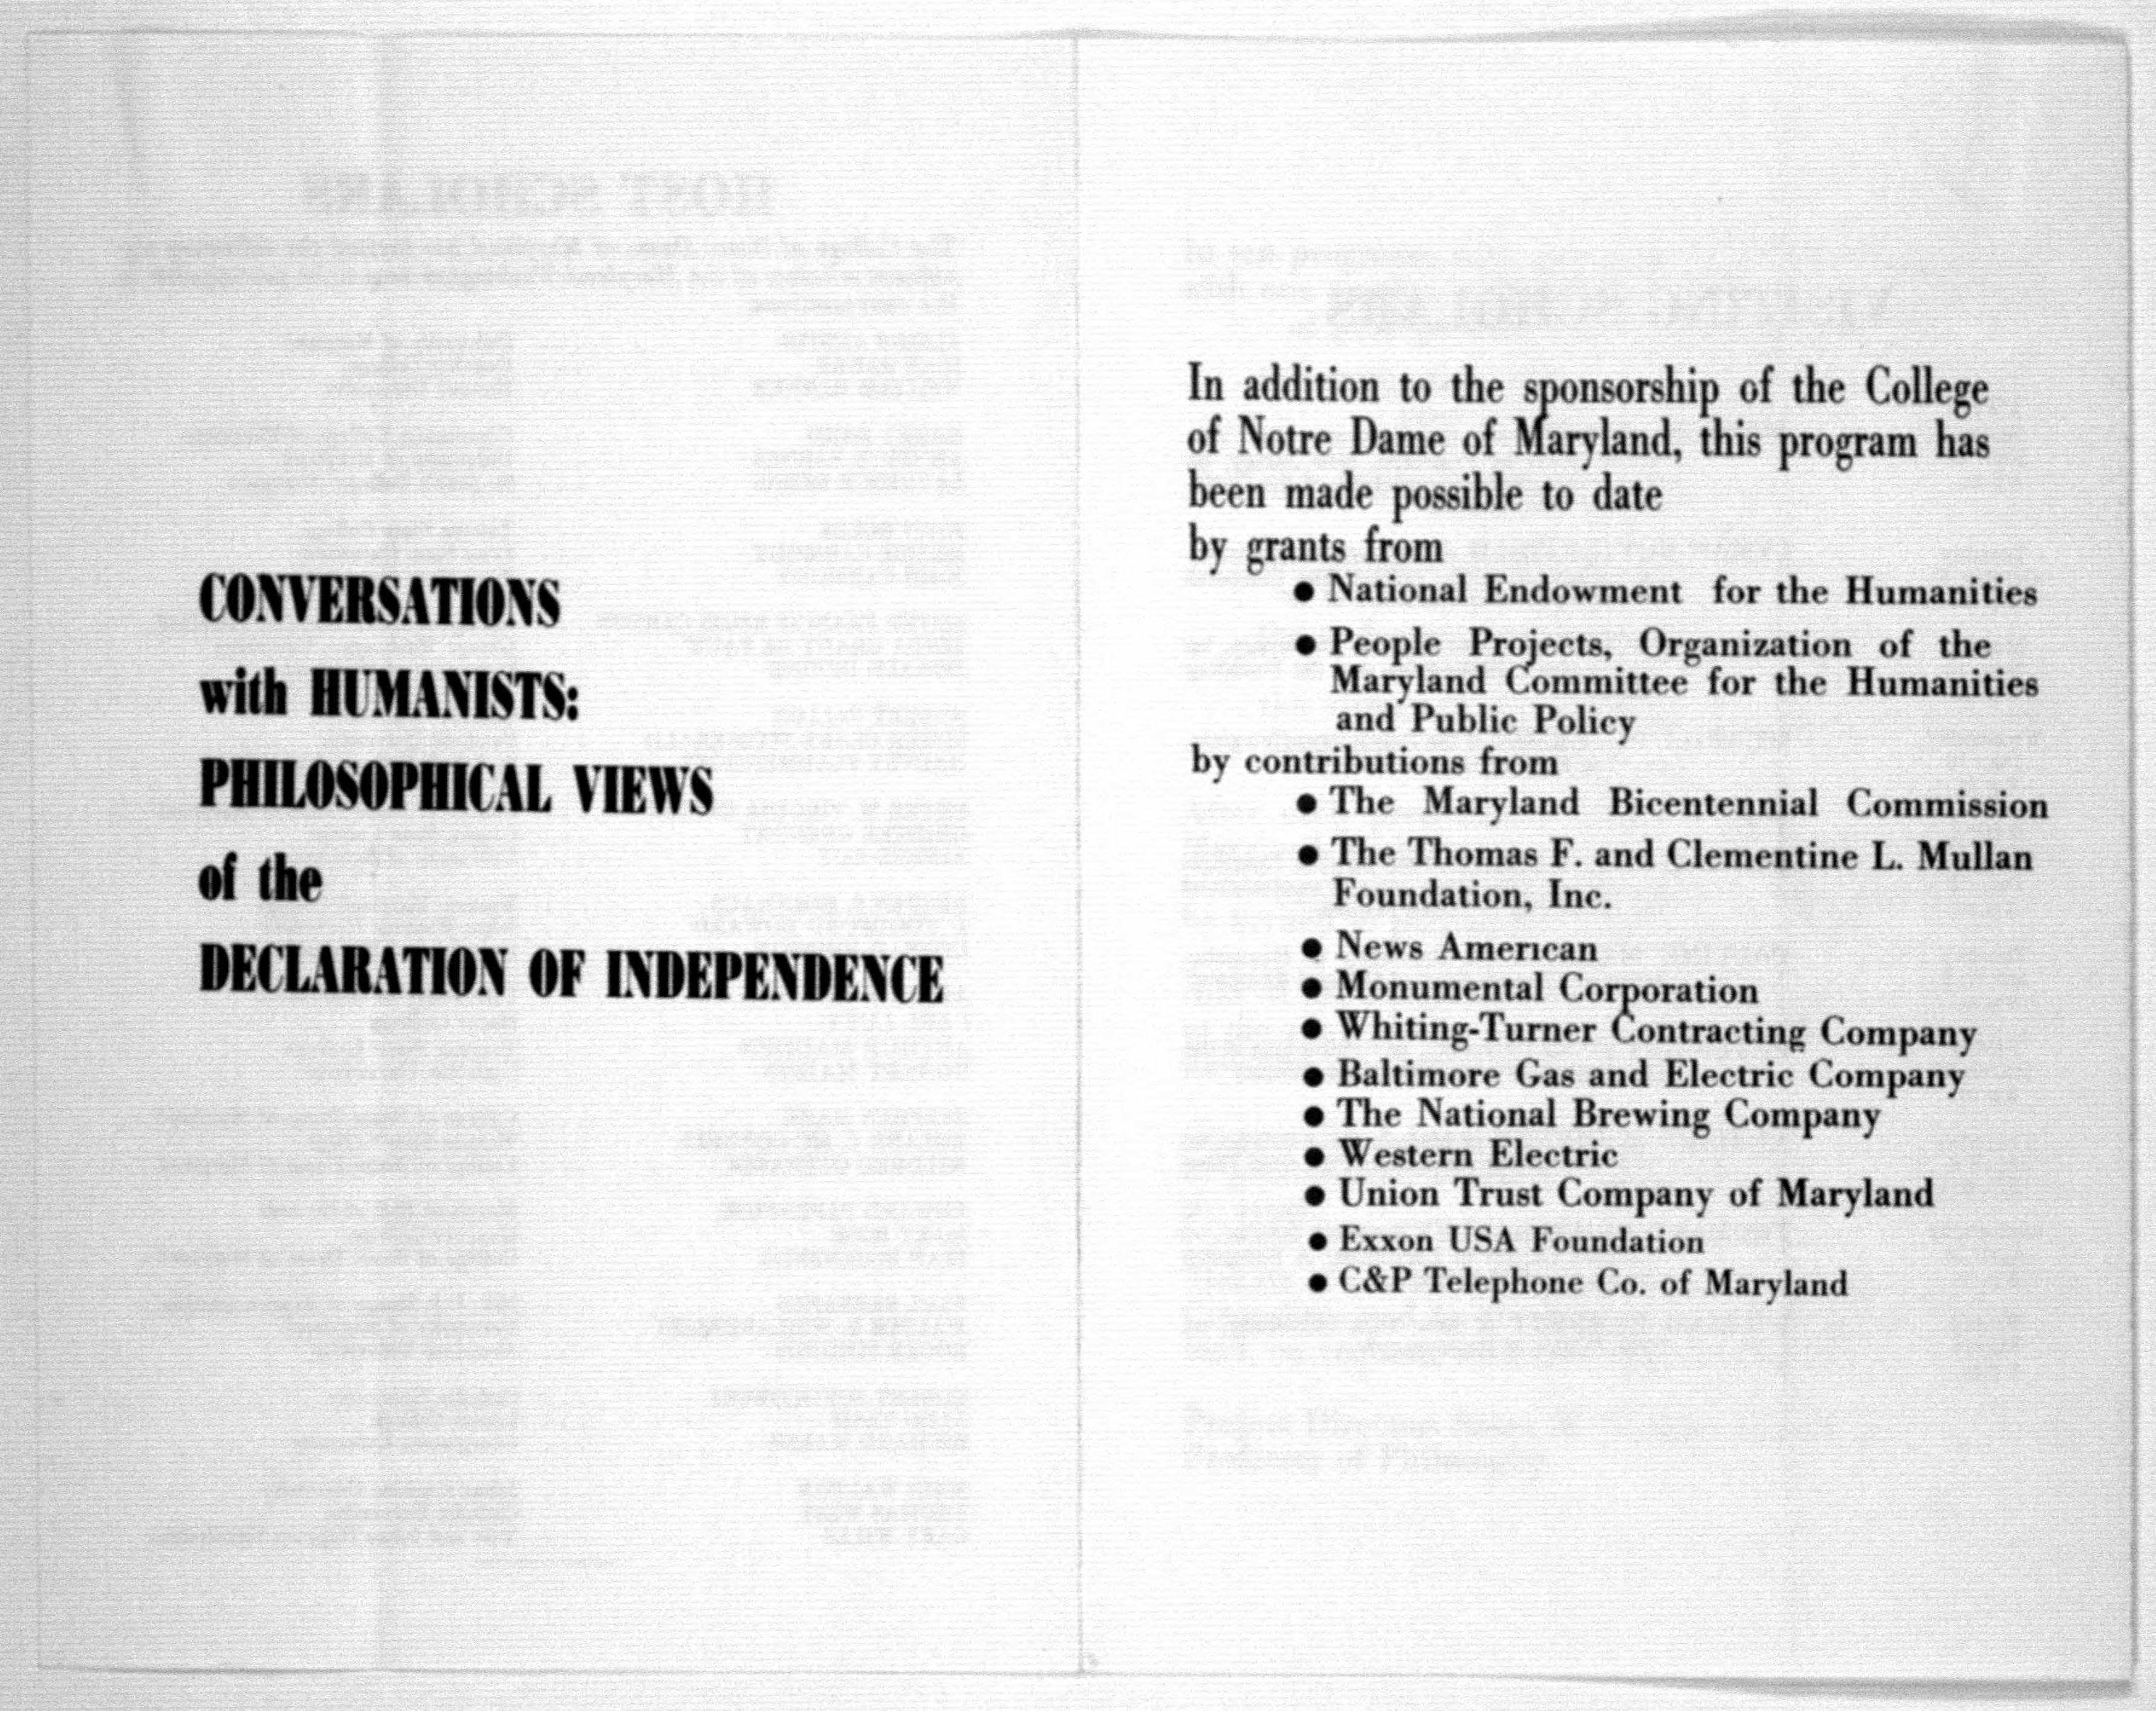 CONVERSATIONS
with HUMANISTS:
PHILOSOPHICAL VIEWS
of the
DECLARATION OF INDEPENDENCE
In addition to the sponsorship of the College
of Notre Dame of Maryland, this program has
been made possible to date
by grants from
• National Endowment for the Humanities
• People Projects, Organization of the
Maryland Committee for the Humanities
and Public Policy
by contributions from
• The Maryland Bicentennial Commission
• The Thomas F. and Clementine L. Mullan
Foundation, Inc.
• News American
• Monumental Corporation
• Whiting-Turner Contracting Company
• Baltimore Gas and Electric Company
• The National Brewing Company
• Western Electric
• Union Trust Company of Maryland
• Exxon USA Foundation
• C&P Telephone Co. of Maryland